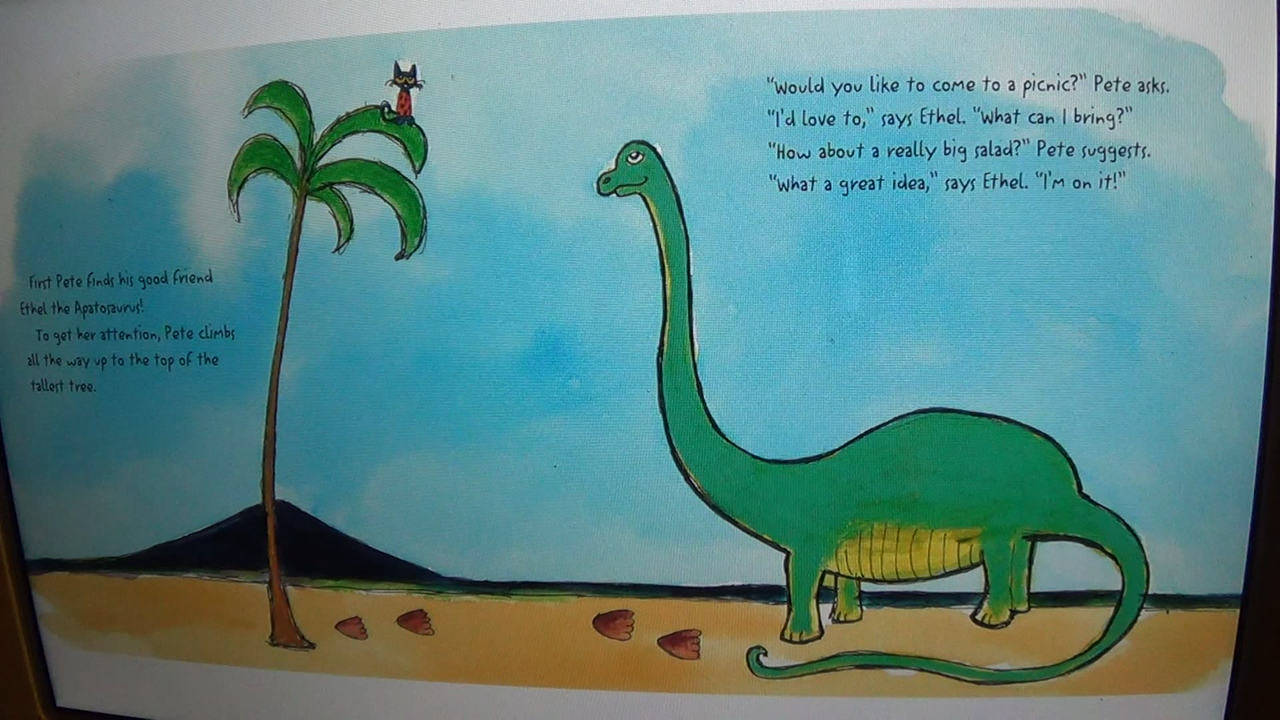 First Pete finds his good friend
Ethel the Apatosaurus!
To get her attention, Pete climbs
all the way up to the top of the
tallest tree.
"Would you like to come to a picnic?" Pete asks.
"I'd love to," says Ethel. "What can I bring?"
"How about a really big salad?" Pete suggests.
"What a great idea," says Ethel. "I'm on it!"